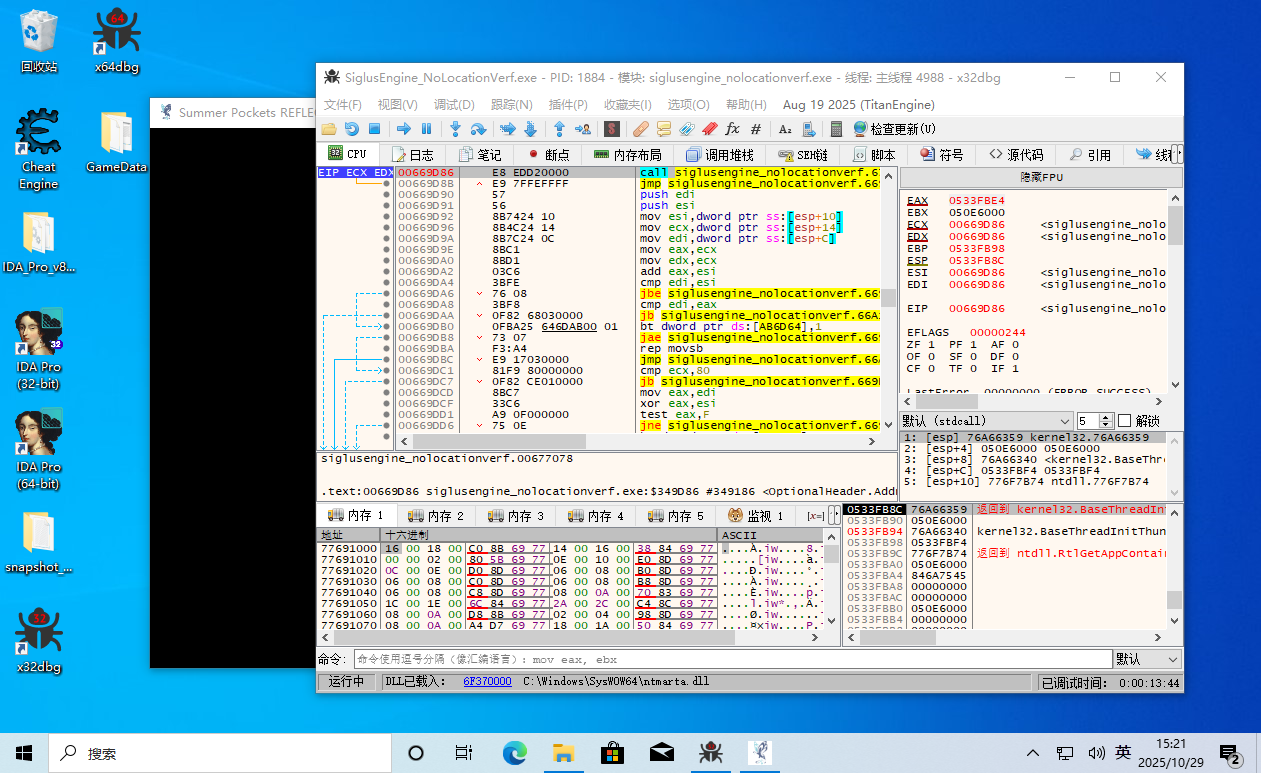 回收站
x64dbg
Cheat
Engine
GameData
IDA_Pro_v8...
IDA Pro
(32-bit)
IDA Pro
(64-bit)
snapshot_...
x32dbg
Summer Pockets REFLE
SiglusEngine_NoLocationVerf.exe - PID: 1884 - 模块: siglusengine_nolocationverf.exe - 线程: 主线程 4988 - x32dbg
文件(F) 视图(V) 调试(D) 跟踪(N) 插件(P) 收藏夹(I) 选项(O) 帮助(H) Aug 19 2025 (TitanEngine)
fx # A₂ 检查更新(U)
CPU 日志 笔记 断点 内存布局 调用堆栈 SEH链 脚本 符号 源代码 引用 线
EIP ECX EDX 00669D86 E8 EDD20000 call siglusengine_nolocationverf.67
00669D8B E9 7FFEFFFF jmp siglusengine_nolocationverf.669
00669D90 57 push edi
00669D91 56 push esi
00669D92 8B7424 10 mov esi,dword ptr ss:[esp+10]
00669D96 8B4C24 14 mov ecx,dword ptr ss:[esp+14]
00669D9A 8B7C24 0C mov edi,dword ptr ss:[esp+C]
00669D9E 8BC1 mov eax,ecx
00669DA0 8BD1 mov edx,ecx
00669DA2 03C6 add eax,esi
00669DA4 3BFE cmp edi,esi
00669DA6 76 08 jbe siglusengine_nolocationverf.669
00669DA8 3BF8 cmp edi,eax
00669DAA 0F82 68030000 jb siglusengine_nolocationverf.66A
00669DB0 0FBA25 646DAB00 01 bt dword ptr ds:[AB6D64],1
00669DB8 73 07 jae siglusengine_nolocationverf.669
00669DBA F3:A4 rep movsb
00669DBC E9 17030000 jmp siglusengine_nolocationverf.66A
00669DC1 81F9 80000000 cmp ecx,80
00669DC7 0F82 CE010000 jb siglusengine_nolocationverf.669
00669DCD 8BC7 mov eax,edi
00669DCF 33C6 xor eax,esi
00669DD1 A9 0F000000 test eax,F
00669DD6 75 0E jne siglusengine_nolocationverf.669
siglusengine_nolocationverf.00677078
.text:00669D86 siglusengine_nolocationverf.exe:$349D86 #349186 <OptionalHeader.Addr
隐藏FPU
EAX 0533FBE4
EBX 050E6000
ECX 00669D86 <siglusengine_nolo
EDX 00669D86 <siglusengine_nolo
EBP 0533FB98
ESP 0533FB8C
ESI 00669D86 <siglusengine_nolo
EDI 00669D86 <siglusengine_nolo
EIP 00669D86 <siglusengine_nolo
EFLAGS 00000244
ZF 1 PF 1 AF 0
OF 0 SF 0 DF 0
CF 0 TF 0 IF 1
LastError 00000000 (ERROR_SUCCESS)
默认 (stdcall) 5 解锁
1: [esp] 76A66359 kernel32.76A66359
2: [esp+4] 050E6000 050E6000
3: [esp+8] 76A66340 <kernel32.BaseThre
4: [esp+C] 0533FBF4 0533FBF4
5: [esp+10] 776F7B74 ntdll.776F7B74
内存 1 内存 2 内存 3 内存 4 内存 5 监视 1 [x=]
地址 十六进制 ASCII
77691000 16 00 18 00 C0 8B 69 77 14 00 16 00 38 84 69 77
77691010 00 00 02 00 80 5B 69 77 0E 00 10 00 E0 8D 69 77
77691020 0C 00 0E 00 D0 8D 69 77 06 00 08 00 B0 8D 69 77
77691030 06 00 08 00 C0 8D 69 77 06 00 08 00 B8 8D 69 77
77691040 06 00 08 00 C8 8D 69 77 08 00 0A 00 70 83 69 77
77691050 1C 00 1E 00 6C 84 69 77 2A 00 2C 00 C4 8C 69 77
77691060 08 00 0A 00 D8 8B 69 77 02 00 04 00 98 8D 69 77
77691070 08 00 0A 00 A4 D7 69 77 18 00 1A 00 50 84 69 77
0533FB8C 76A66359 返回到 kernel32.BaseThreadIn
0533FB90 050E6000
0533FB94 76A66340 kernel32.BaseThreadInitThun
0533FB98 0533FBF4
0533FB9C 776F7B74 返回到 ntdll.RtlGetAppContai
0533FBA0 050E6000
0533FBA4 846A7545
0533FBA8 00000000
0533FBAC 00000000
0533FBB0 050E6000
0533FBB4 00000000
命令: 命令使用逗号分隔（像汇编语言）: mov eax, ebx 默认
运行中 DLL已载入: 6F370000 C:\Windows\SysWOW64\ntmarta.dll 已调试时间: 0:00:13:44
搜索
英 15:21
2025/10/29
2